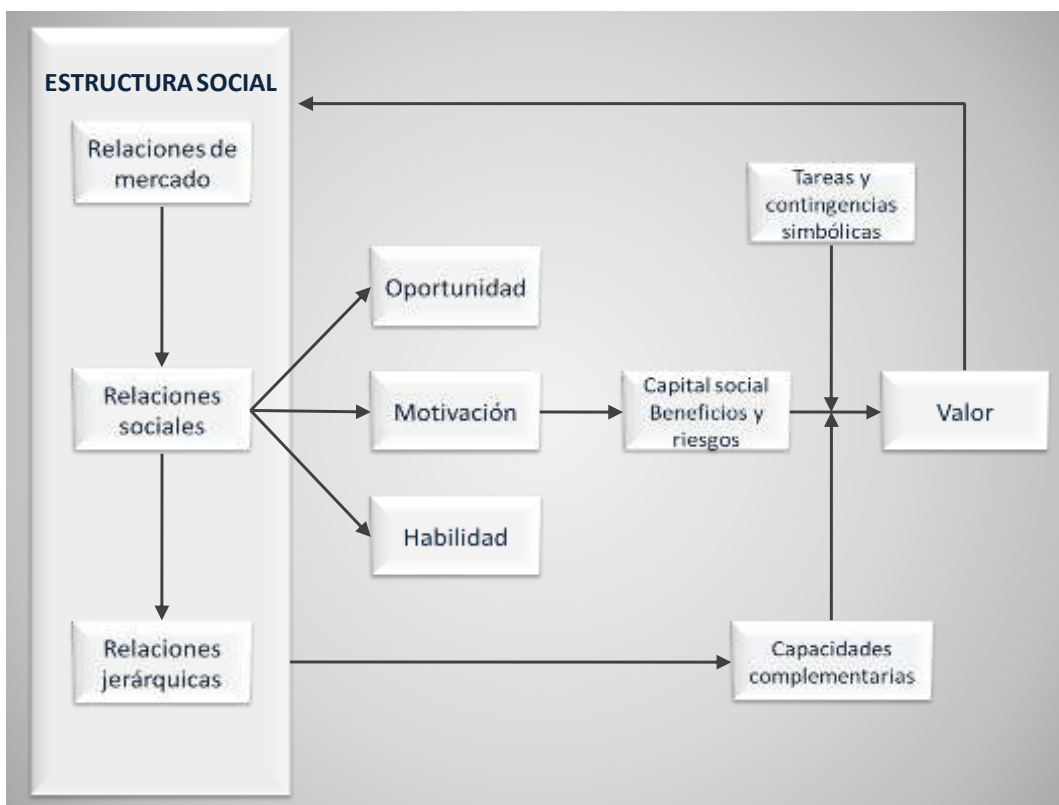 ESTRUCTURA SOCIAL
Relaciones de
mercado
Relaciones
sociales
Relaciones
jerárquicas
Oportunidad
Motivación
Habilidad
Capital social
Beneficios y
riesgos
Tareas y
contingencias
simbólicas
Capacidades
complementarias
Valor